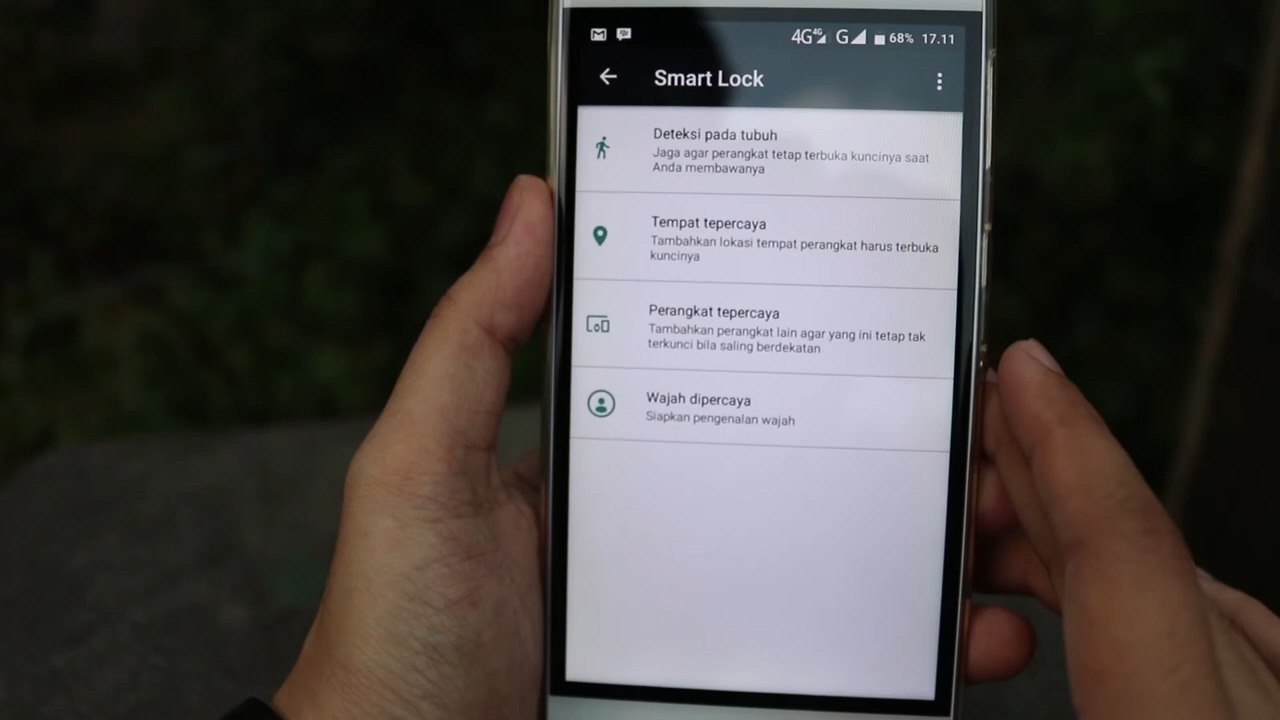 4G 4G G 68% 17.11
Smart Lock
Deteksi pada tubuh
Jaga agar perangkat tetap terbuka kuncinya saat
Anda membawanya
Tempat tepercaya
Tambahkan lokasi tempat perangkat harus terbuka
kuncinya
Perangkat tepercaya
Tambahkan perangkat lain agar yang ini tetap tak
terkunci bila saling berdekatan
Wajah dipercaya
Siapkan pengenalan wajah